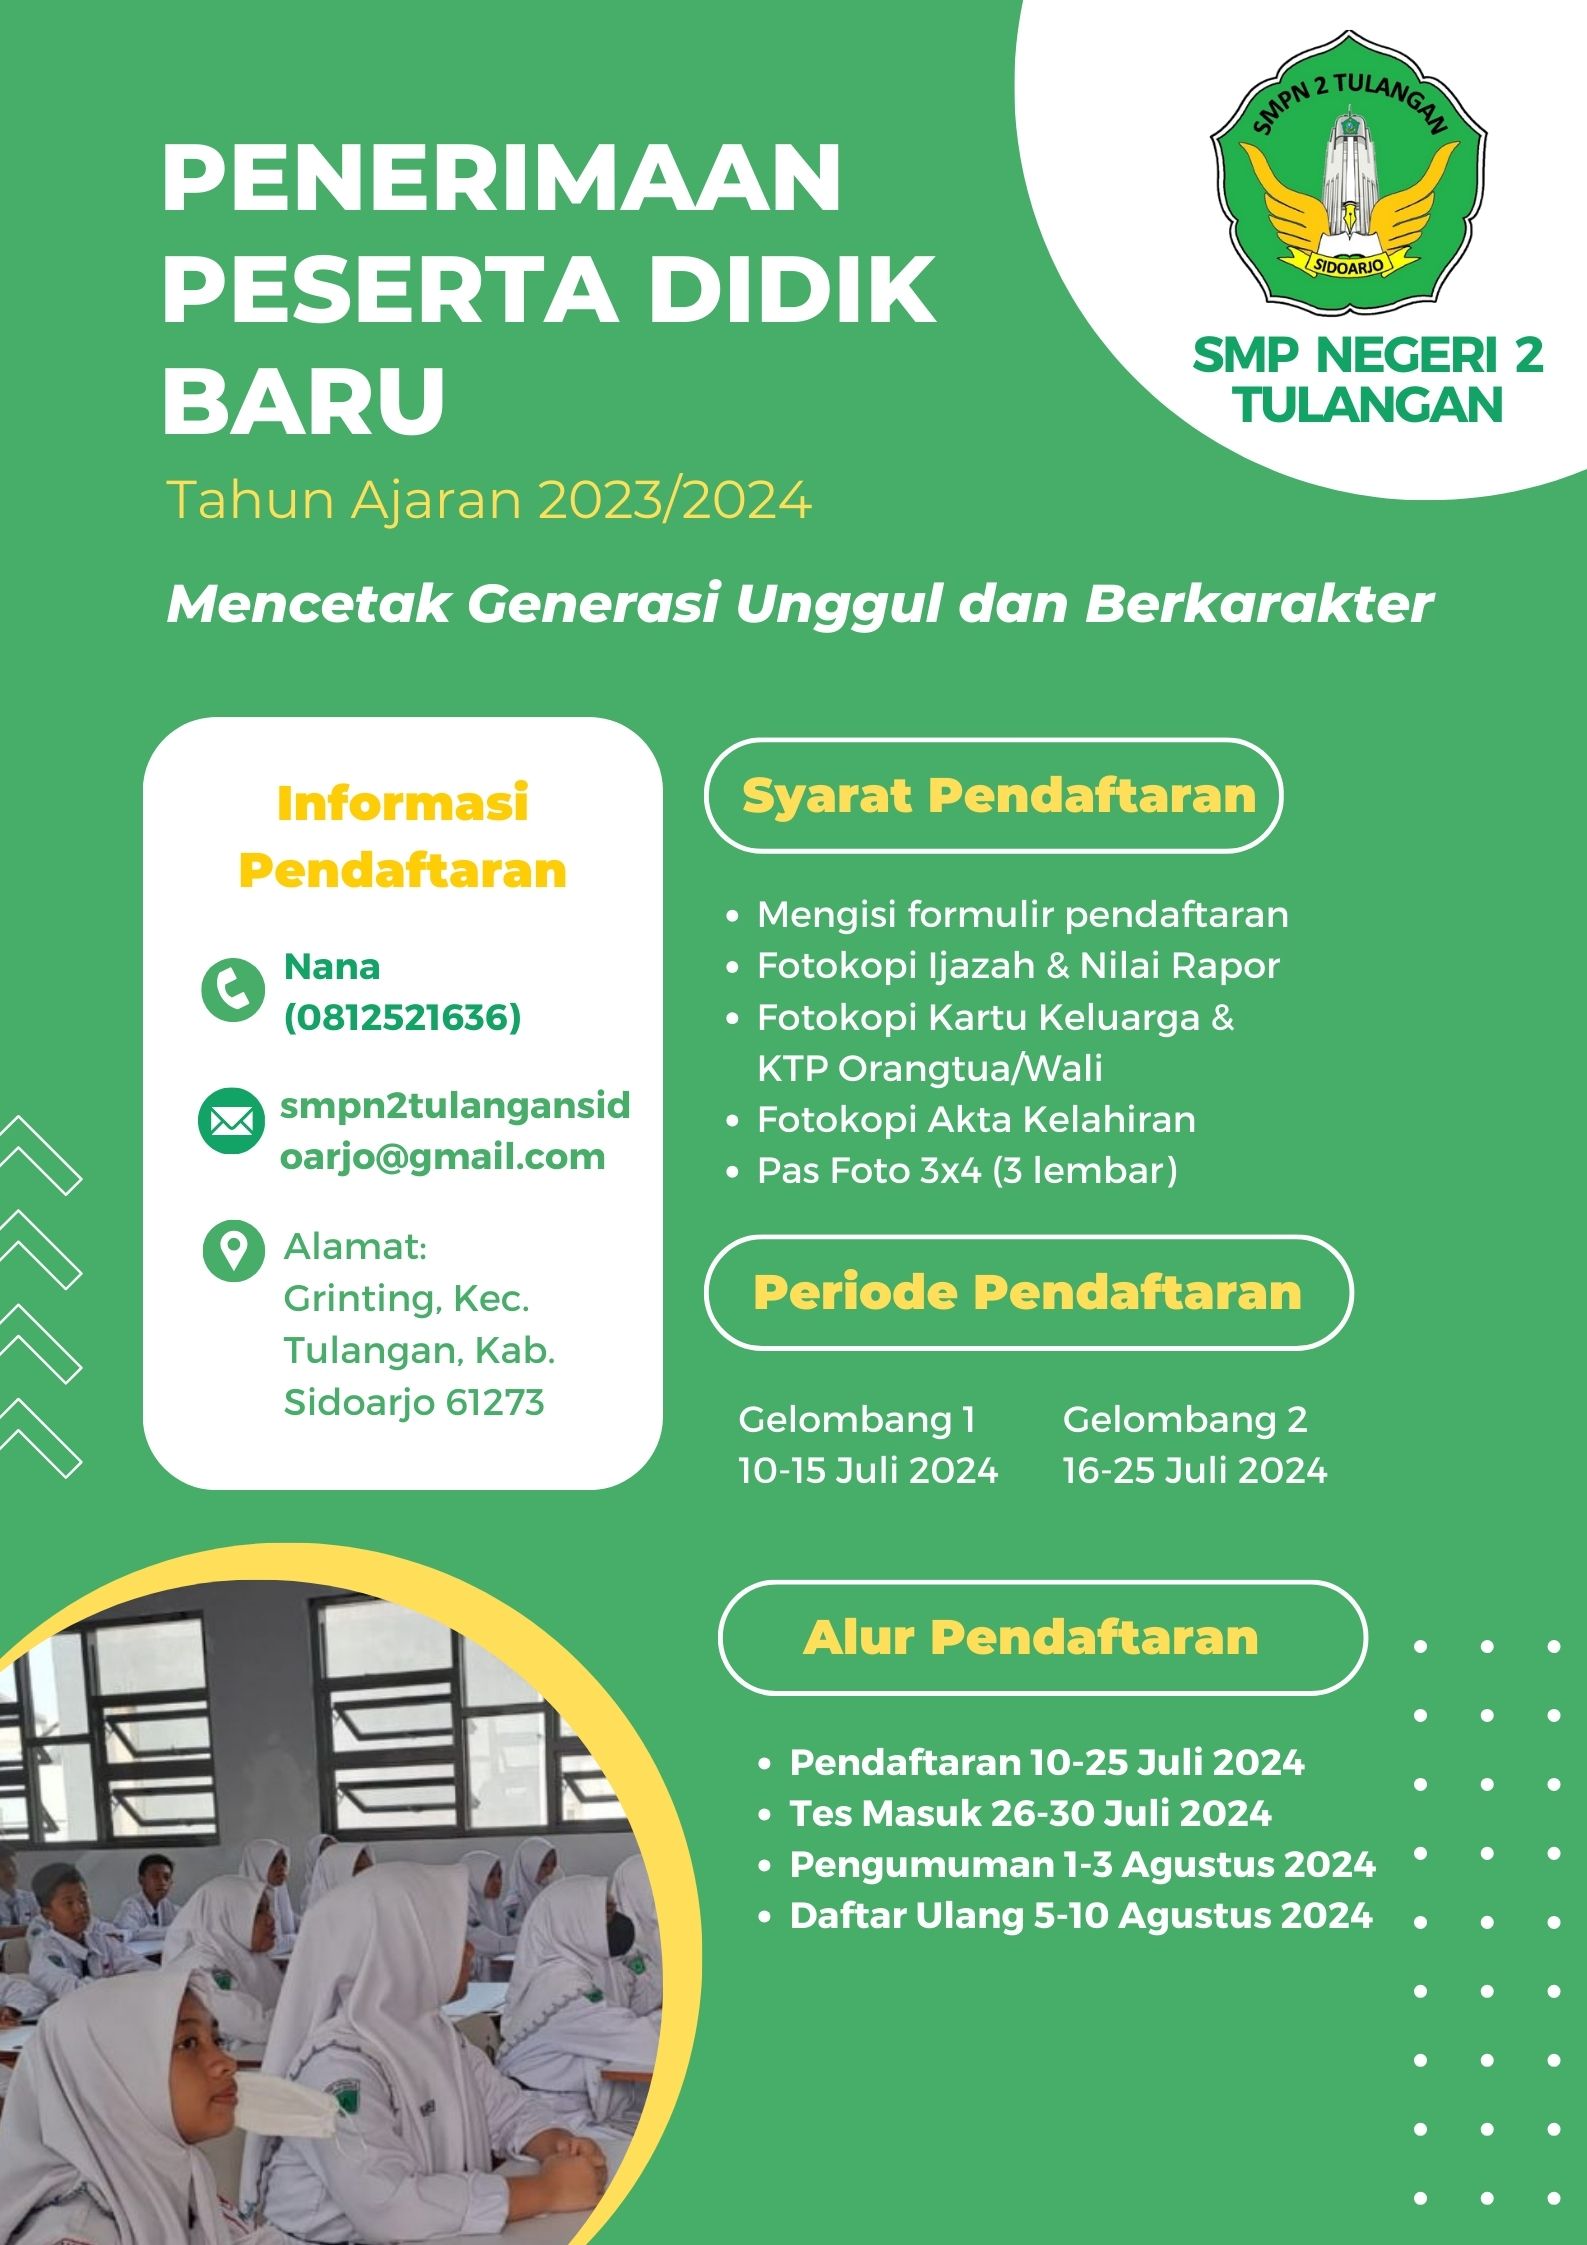 SMPN 2 TULANGAN
SIDOARJO
SMP NEGERI 2
TULANGAN
PENERIMAAN
PESERTA DIDIK
BARU
Tahun Ajaran 2023/2024
Mencetak Generasi Unggul dan Berkarakter
Informasi
Pendaftaran
Nana
(0812521636)
smpn2tulangansid
oarjo@gmail.com
Alamat:
Grinting, Kec.
Tulangan, Kab.
Sidoarjo 61273
Syarat Pendaftaran
• Mengisi formulir pendaftaran
• Fotokopi Ijazah & Nilai Rapor
• Fotokopi Kartu Keluarga &
KTP Orangtua/Wali
• Fotokopi Akta Kelahiran
• Pas Foto 3x4 (3 lembar)
Periode Pendaftaran
Gelombang 1
10-15 Juli 2024
Gelombang 2
16-25 Juli 2024
Alur Pendaftaran
• Pendaftaran 10-25 Juli 2024
• Tes Masuk 26-30 Juli 2024
• Pengumuman 1-3 Agustus 2024
• Daftar Ulang 5-10 Agustus 2024